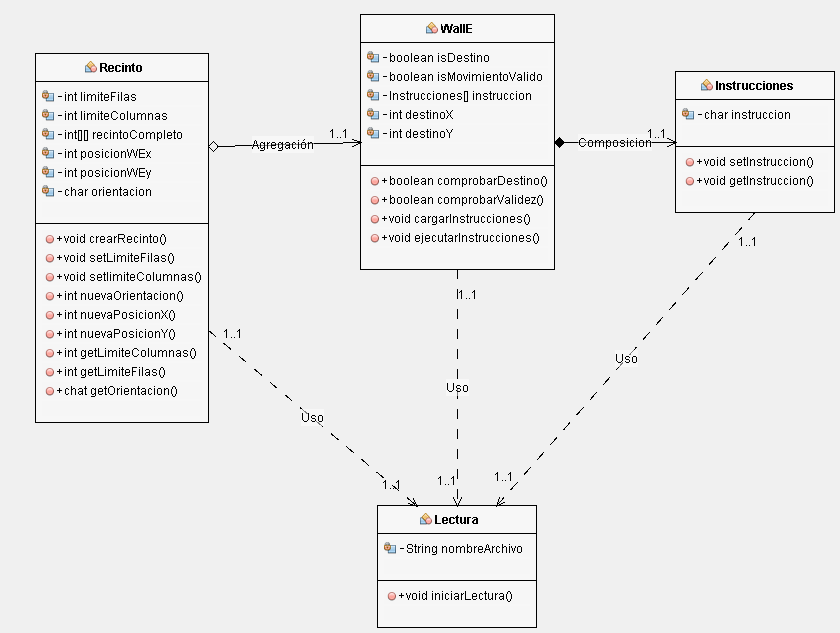 Recinto
-int limiteFilas
-int limiteColumnas
-int[][] recintoCompleto
-int posicionWEx
-int posicionWEy
-char orientacion
+void crearRecinto()
+void setLimiteFilas()
+void setlimiteColumnas()
+int nuevaOrientacion()
+int nuevaPosicionX()
+int nuevaPosicionY()
+int getLimiteColumnas()
+int getLimiteFilas()
+chat getOrientacion()
Agregación
1..1
WallE
-boolean isDestino
-boolean isMovimientoValido
-Instrucciones[] instruccion
-int destinoX
-int destinoY
+boolean comprobarDestino()
+boolean comprobarValidez()
+void cargarInstrucciones()
+void ejecutarInstrucciones()
Composicion
1..1
Instrucciones
-char instruccion
+void setInstruccion()
+void getInstruccion()
1..1
Uso
1..1
1..1
Uso
1..1
1..1
Uso
1..1
Lectura
-String nombreArchivo
+void iniciarLectura()